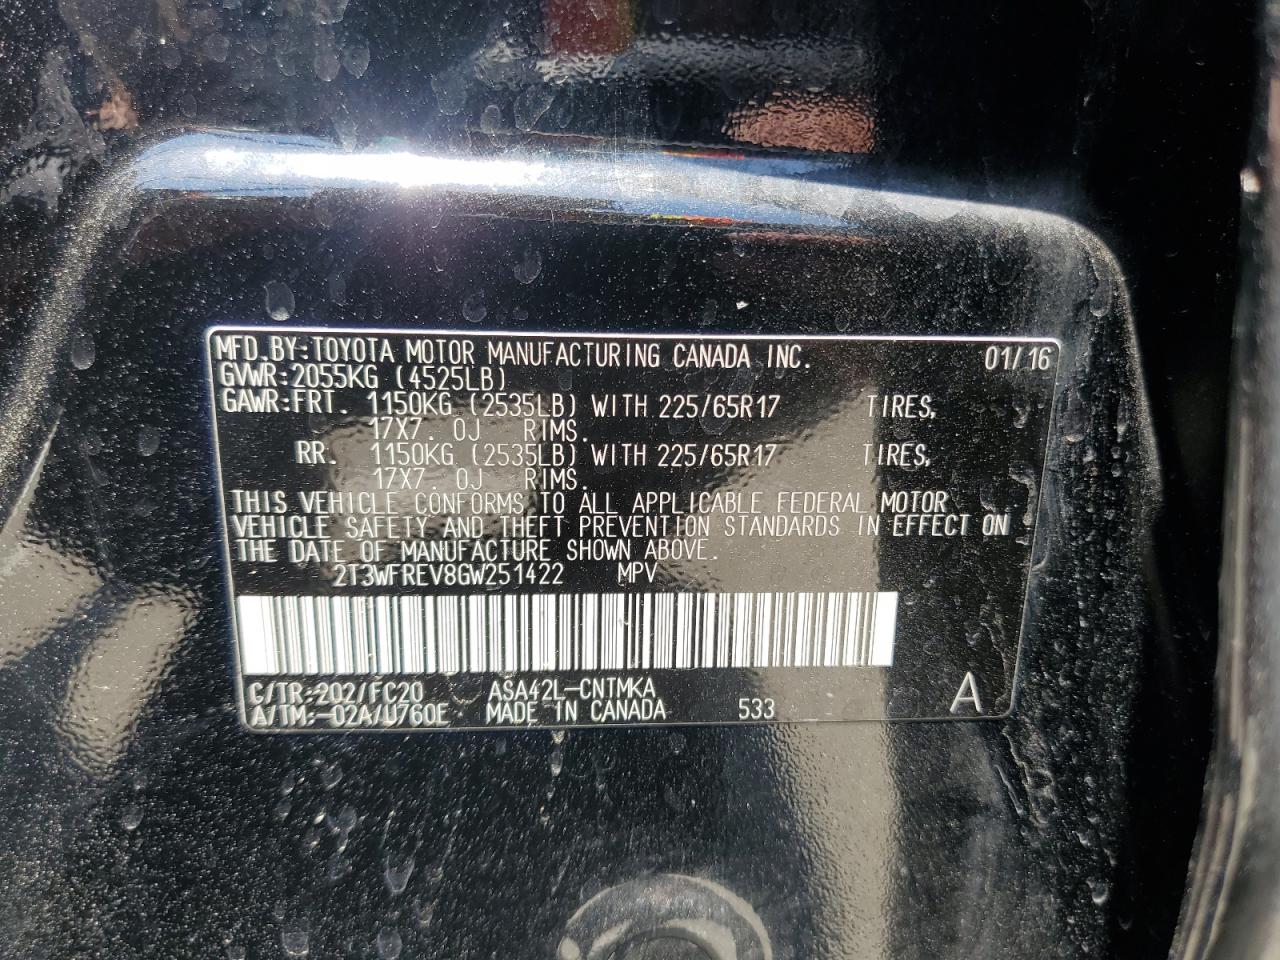 MFD.BY:TOYOTA MOTOR MANUFACTURING CANADA INC. 01/16
GVWR:2055KG (4525LB)
GAWR:FRT. 1150KG (2535LB) WITH 225/65R17 TIRES,
17X7.0J RIMS.
RR. 1150KG (2535LB) WITH 225/65R17 TIRES,
17X7.0J RIMS.
THIS VEHICLE CONFORMS TO ALL APPLICABLE FEDERAL MOTOR
VEHICLE SAFETY AND THEFT PREVENTION STANDARDS IN EFFECT ON
THE DATE OF MANUFACTURE SHOWN ABOVE.
2T3WFREV8GW251422 MPV
C/TR:202/FC20 ASA42L-CNTMKA
A/TM:-02A/U760E MADE IN CANADA 533 A